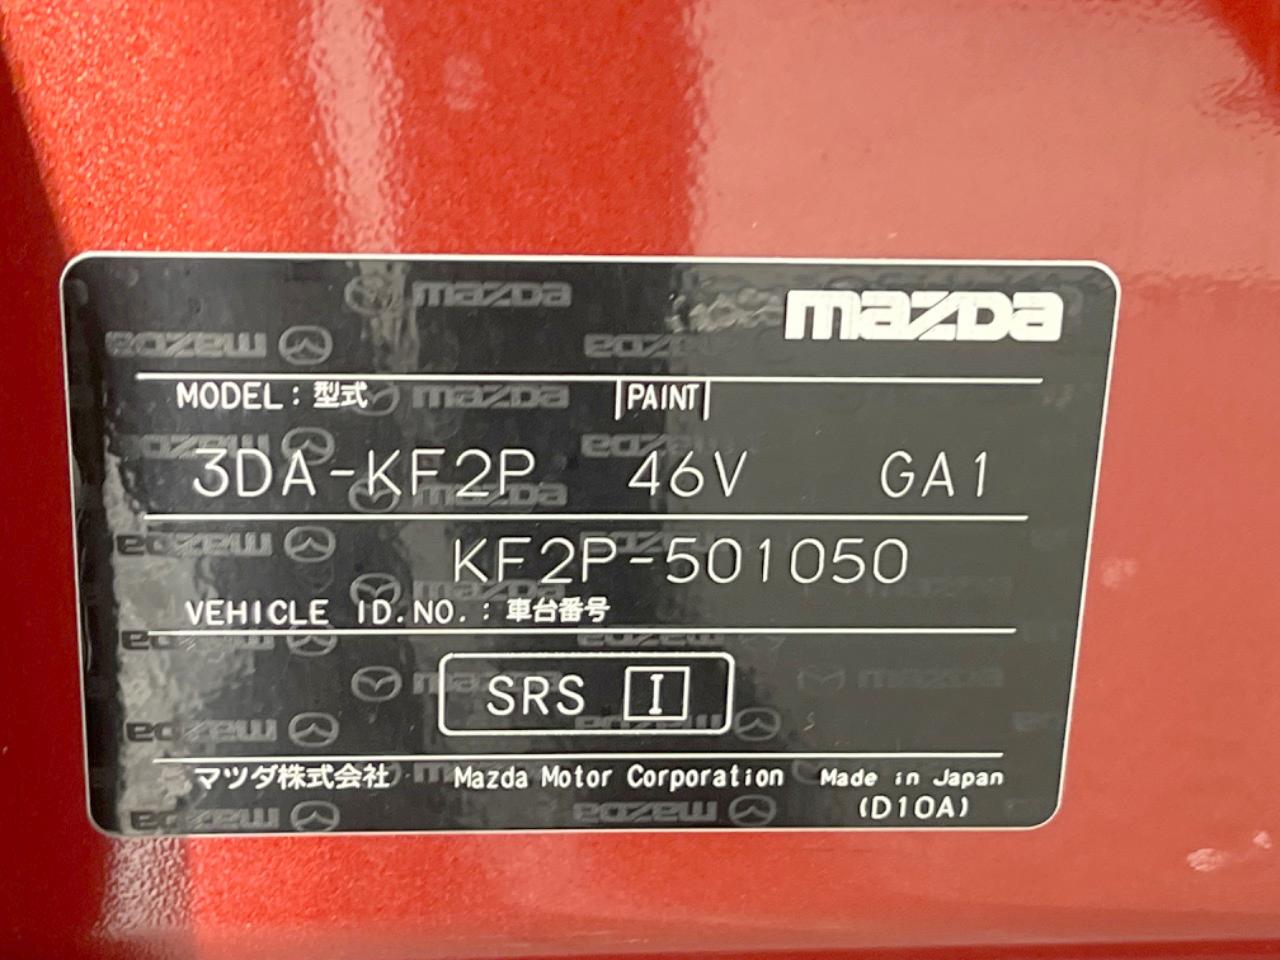 mazda
MODEL：型式 PAINT
3DA-KF2P 46V GA1
KF2P-501050
VEHICLE ID.NO.：車台番号
SRS I
マツダ株式会社 Mazda Motor Corporation Made in Japan
(D10A)